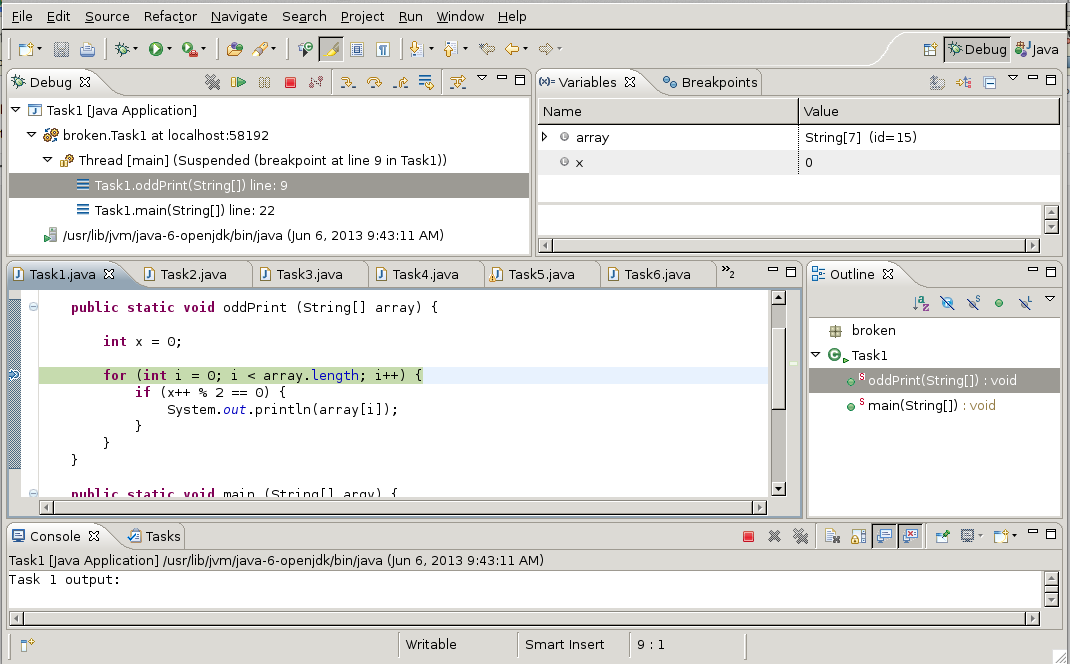 File Edit Source Refactor Navigate Search Project Run Window Help
Debug Java
Debug
Task1 [Java Application]
broken.Task1 at localhost:58192
Thread [main] (Suspended (breakpoint at line 9 in Task1))
Task1.oddPrint(String[]) line: 9
Task1.main(String[]) line: 22
/usr/lib/jvm/java-6-openjdk/bin/java (Jun 6, 2013 9:43:11 AM)
(x)= Variables Breakpoints
Name Value
array String[7] (id=15)
x 0
Task1.java Task2.java Task3.java Task4.java Task5.java Task6.java »2
public static void oddPrint (String[] array) {
int x = 0;
for (int i = 0; i < array.length; i++) {
if (x++ % 2 == 0) {
System.out.println(array[i]);
}
}
}
public static void main (String[] argv) {
Outline
broken
Task1
oddPrint(String[]) : void
main(String[]) : void
Console Tasks
Task1 [Java Application] /usr/lib/jvm/java-6-openjdk/bin/java (Jun 6, 2013 9:43:11 AM)
Task 1 output:
Writable Smart Insert 9 : 1